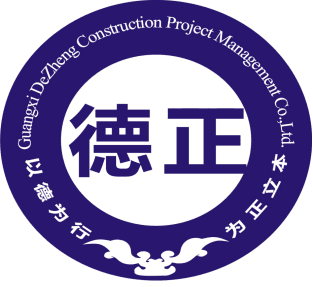 Guangxi DeZheng Construction Project Management Co.,Ltd.
德正
以德为行 为正立本